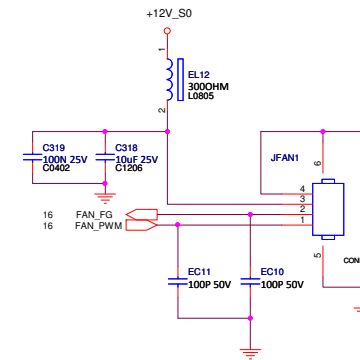 +12V_S0
1
EL12
300OHM
L0805
2
C319
100N 25V
C0402
C318
10uF 25V
C1206
JFAN1
6
4
3
2
1
16 FAN_FG
16 FAN_PWM
5
CON
EC11
100P 50V
EC10
100P 50V